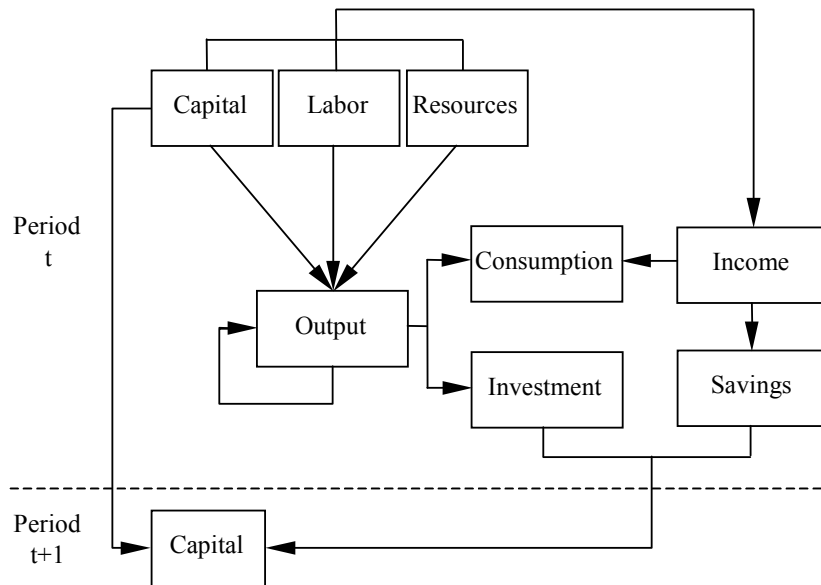 Capital
Labor
Resources
Period
t
Consumption
Income
Output
Investment
Savings
Period
t+1
Capital